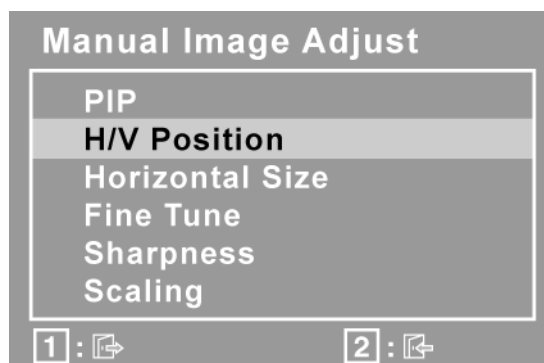 Manual Image Adjust
PIP
H/V Position
Horizontal Size
Fine Tune
Sharpness
Scaling
1 : 2 :